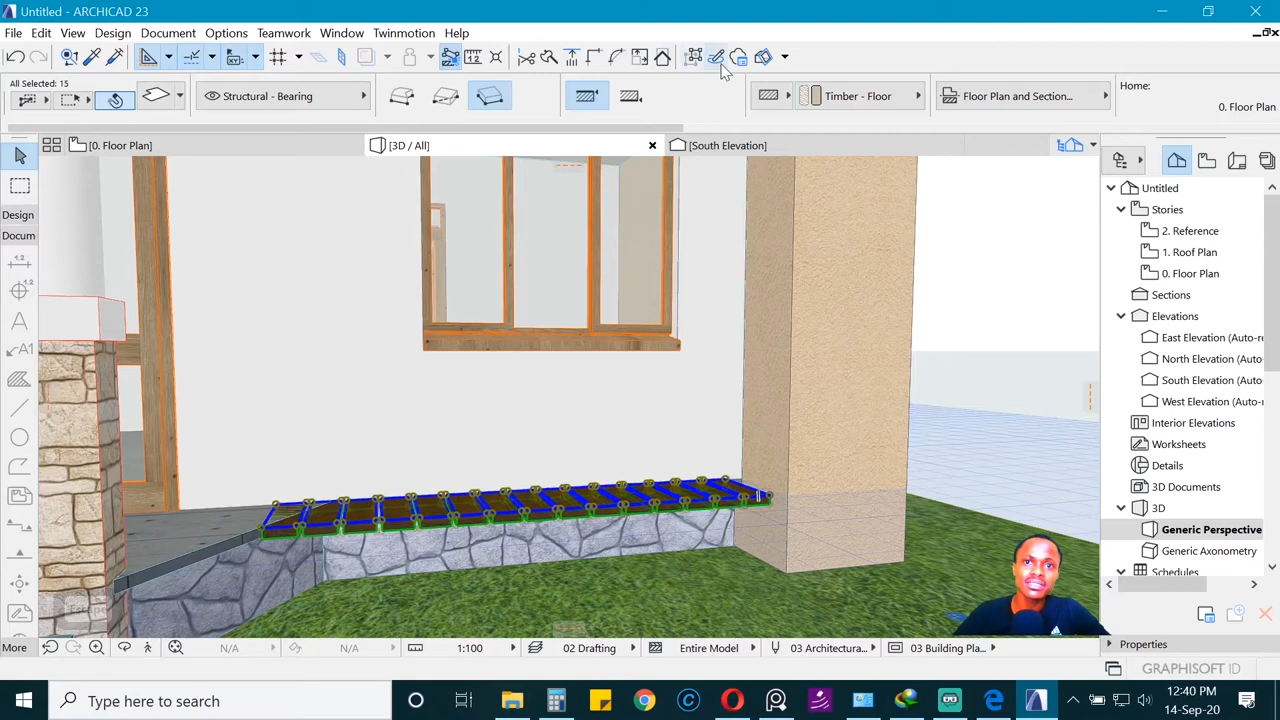 Untitled - ARCHICAD 23
File Edit View Design Document Options Teamwork Window Twinmotion Help
All Selected: 15
Structural - Bearing
Timber - Floor
Floor Plan and Section...
Home:
0. Floor Plan
[0. Floor Plan]
[3D / All]
[South Elevation]
Design
Docum
More
Untitled
Stories
2. Reference
1. Roof Plan
0. Floor Plan
Sections
Elevations
East Elevation (Auto-r
North Elevation (Auto
South Elevation (Auto
West Elevation (Auto-
Interior Elevations
Worksheets
Details
3D Documents
3D
Generic Perspective
Generic Axonometry
Schedules
Properties
N/A
N/A
1:100
02 Drafting
Entire Model
03 Architectura...
03 Building Pla...
GRAPHISOFT ID
Type here to search
12:40 PM
14-Sep-20